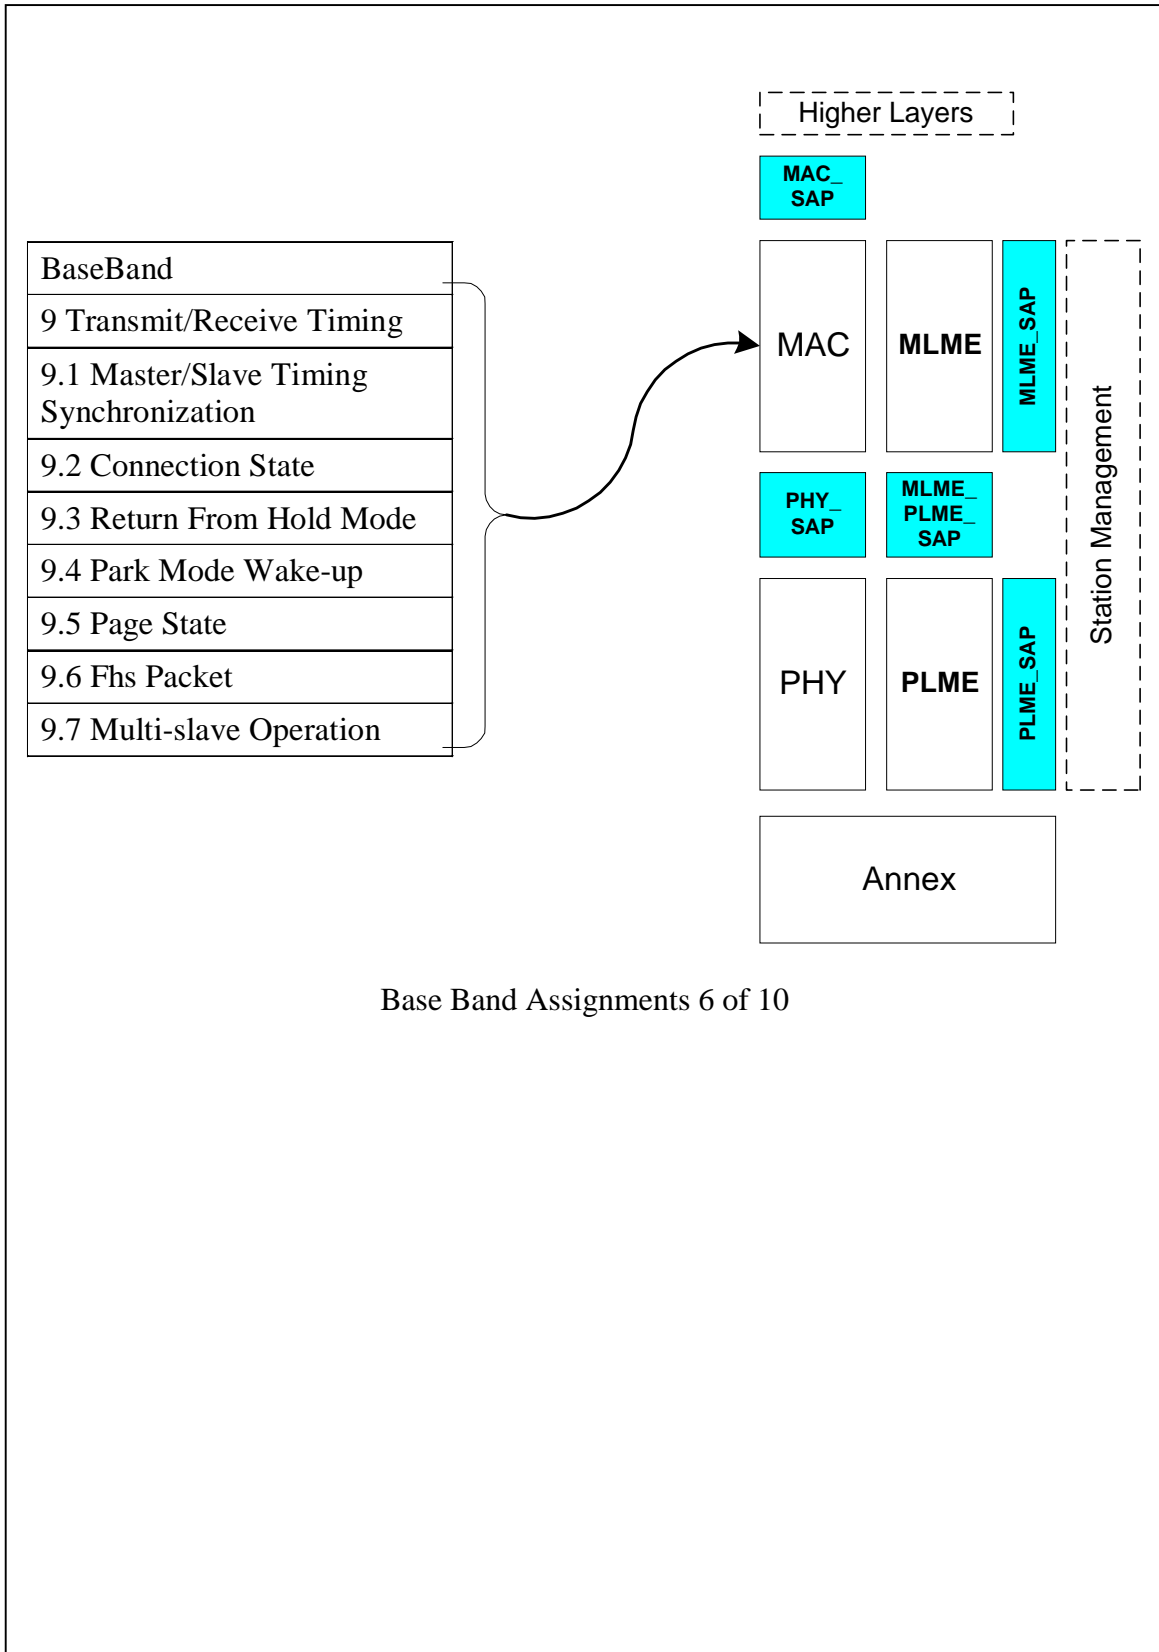 Higher Layers
MAC_
SAP
BaseBand
9 Transmit/Receive Timing
9.1 Master/Slave Timing
Synchronization
9.2 Connection State
9.3 Return From Hold Mode
9.4 Park Mode Wake-up
9.5 Page State
9.6 Fhs Packet
9.7 Multi-slave Operation
MAC
MLME
MLME_SAP
Station Management
PHY_
SAP
MLME_
PLME_
SAP
PHY
PLME
PLME_SAP
Annex
Base Band Assignments 6 of 10